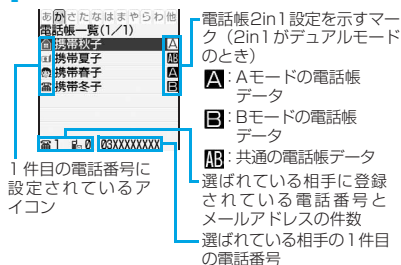 あかさたなはまやらわ他
電話帳一覧(1/1)
携帯秋子 A
携帯夏子 AB
携帯春子 A
携帯冬子 B
1 0 03XXXXXXXX
1件目の電話番号に
設定されているア
イコン
電話帳2in1設定を示すマー
ク（2in1がデュアルモード
のとき）
A：Aモードの電話帳
データ
B：Bモードの電話帳
データ
AB：共通の電話帳データ
選ばれている相手に登録
されている電話番号と
メールアドレスの件数
選ばれている相手の1件目
の電話番号